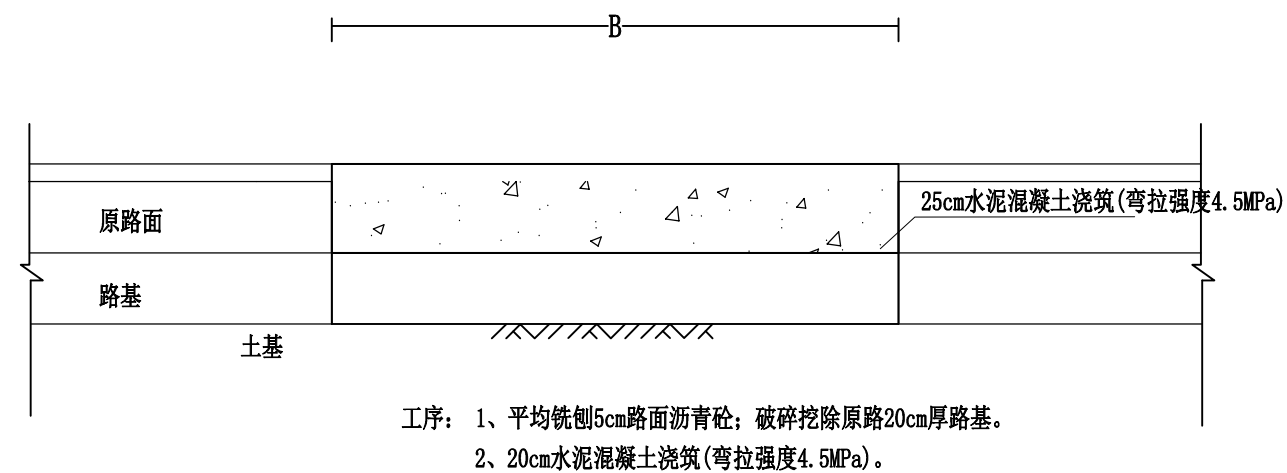 B
25cm水泥混凝土浇筑(弯拉强度4.5MPa)
原路面
路基
土基
工序： 1、平均铣刨5cm路面沥青砼；破碎挖除原路20cm厚路基。
2、20cm水泥混凝土浇筑(弯拉强度4.5MPa)。